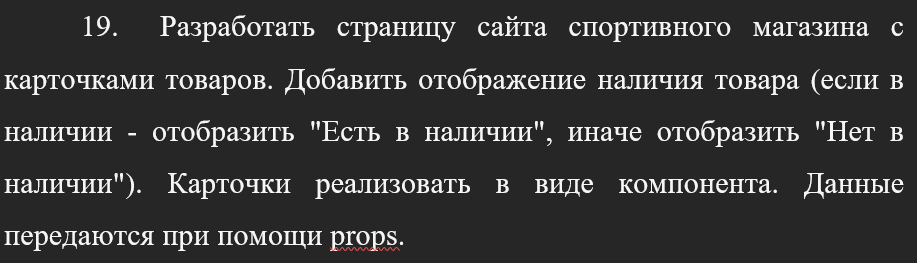 19. Разработать страницу сайта спортивного магазина с
карточками товаров. Добавить отображение наличия товара (если в
наличии - отобразить "Есть в наличии", иначе отобразить "Нет в
наличии"). Карточки реализовать в виде компонента. Данные
передаются при помощи props.